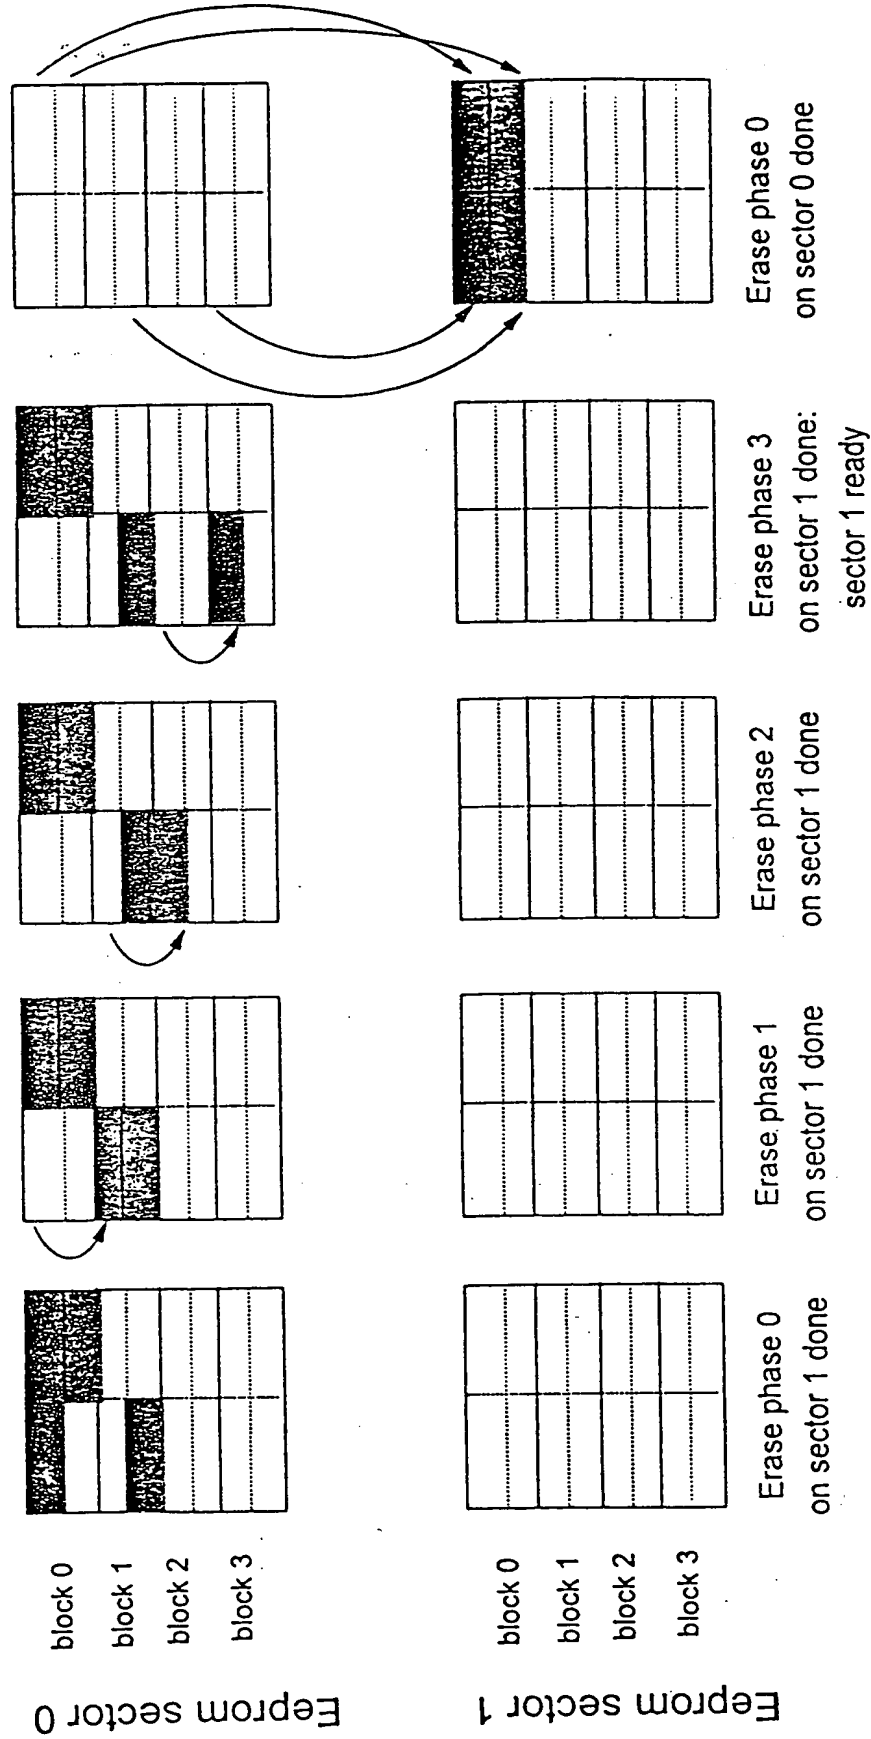 Eeprom sector 0
block 0
block 1
block 2
block 3
Eeprom sector 1
block 0
block 1
block 2
block 3
Erase phase 0
on sector 1 done
Erase phase 1
on sector 1 done
Erase phase 2
on sector 1 done
Erase phase 3
on sector 1 done:
sector 1 ready
Erase phase 0
on sector 0 done